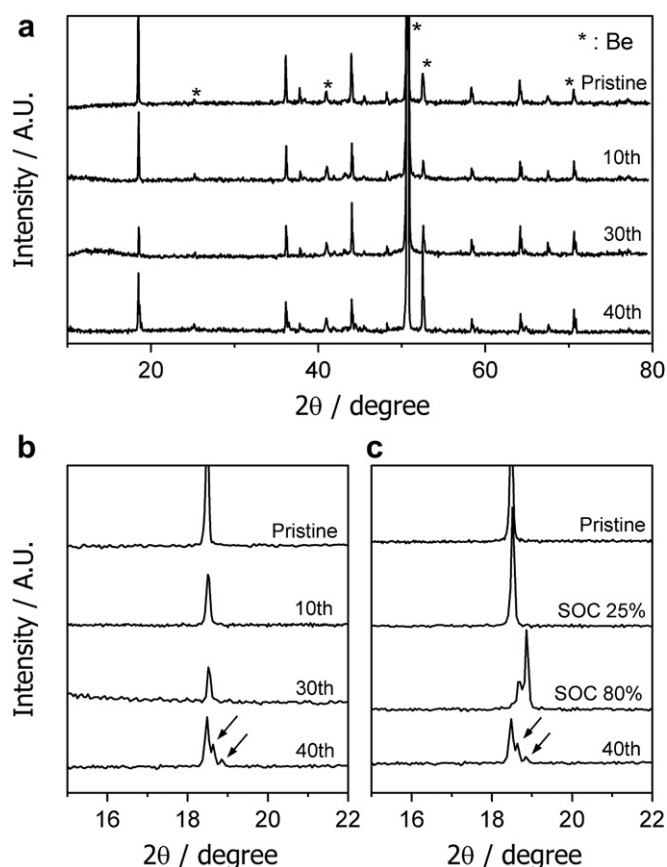 a
* : Be
* * * * * Pristine
10th
30th
40th
Intensity / A.U.
20 40 60 80
2θ / degree
b
Pristine
10th
30th
40th
Intensity / A.U.
15 16 18 20 22
2θ / degree
c
Pristine
SOC 25%
SOC 80%
40th
16 18 20 22
2θ / degree